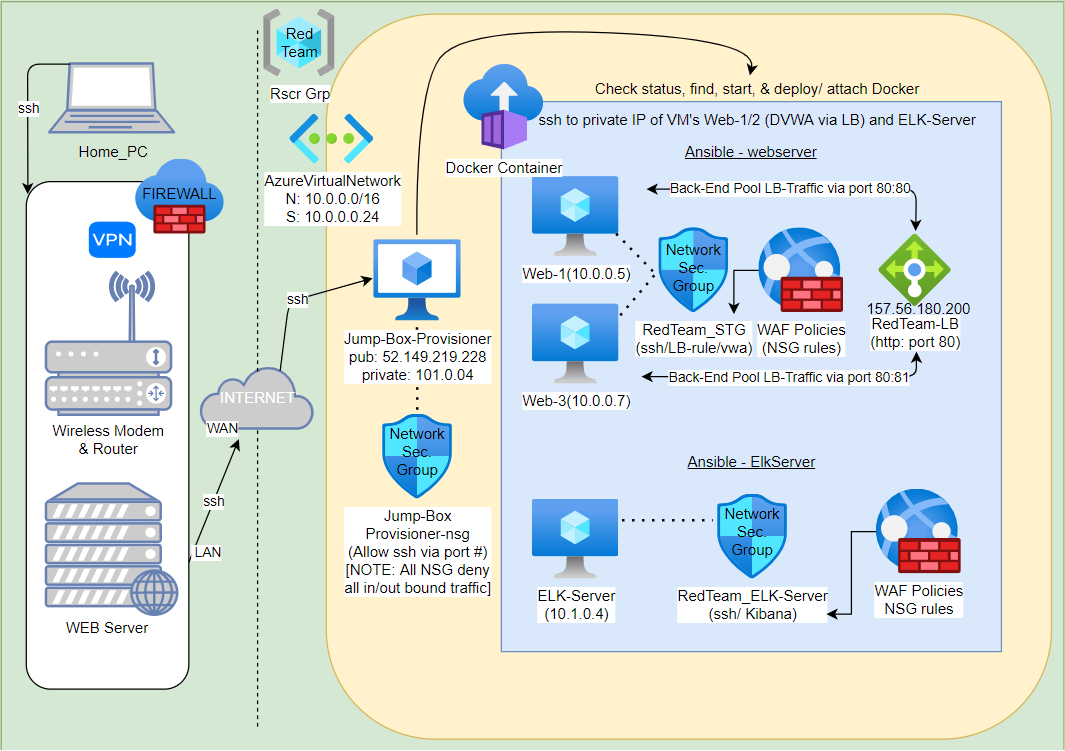 Red
Team
Rscr Grp
ssh
Home_PC
FIREWALL
VPN
Wireless Modem
& Router
WEB Server
LAN
ssh
WAN
INTERNET
ssh
AzureVirtualNetwork
N: 10.0.0.0/16
S: 10.0.0.0.24
Jump-Box-Provisioner
pub: 52.149.219.228
private: 101.0.04
Network
Sec.
Group
Jump-Box
Provisioner-nsg
(Allow ssh via port #)
[NOTE: All NSG deny
all in/out bound traffic]
Docker Container
Check status, find, start, & deploy/ attach Docker
ssh to private IP of VM's Web-1/2 (DVWA via LB) and ELK-Server
Ansible - webserver
Back-End Pool LB-Traffic via port 80:80
Web-1(10.0.0.5)
Network
Sec.
Group
RedTeam_STG
(ssh/LB-rule/vwa)
WAF Policies
(NSG rules)
157.56.180.200
RedTeam-LB
(http: port 80)
Back-End Pool LB-Traffic via port 80:81
Web-3(10.0.0.7)
Ansible - ElkServer
ELK-Server
(10.1.0.4)
Network
Sec.
Group
RedTeam_ELK-Server
(ssh/ Kibana)
WAF Policies
NSG rules